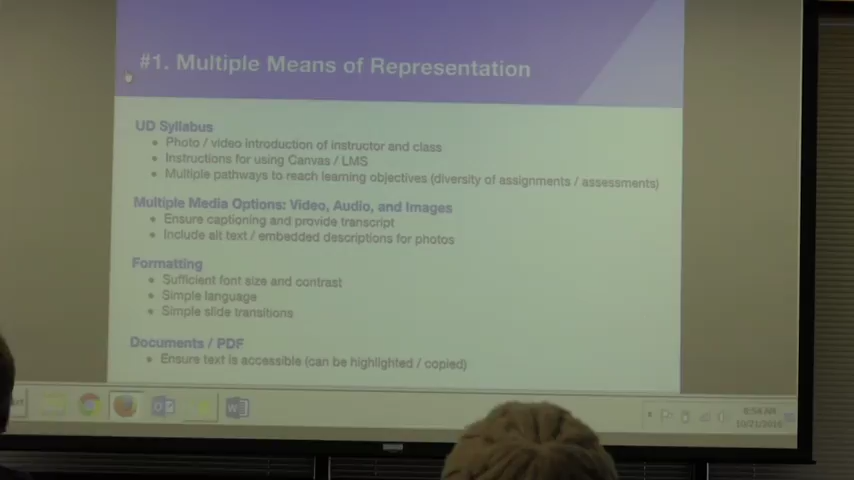 #1. Multiple Means of Representation
UD Syllabus
• Photo / video introduction of instructor and class
• Instructions for using Canvas / LMS
• Multiple pathways to reach learning objectives (diversity of assignments / assessments)
Multiple Media Options: Video, Audio, and Images
• Ensure captioning and provide transcript
• Include alt text / embedded descriptions for photos
Formatting
• Sufficient font size and contrast
• Simple language
• Simple slide transitions
Documents / PDF
• Ensure text is accessible (can be highlighted / copied)
8:54 AM